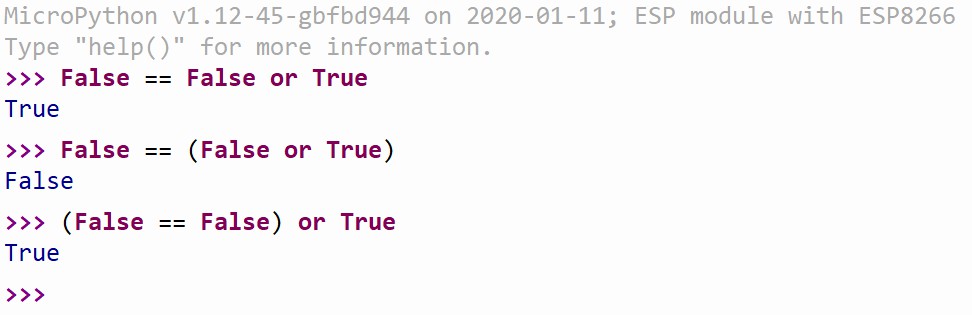 MicroPython v1.12-45-gbfbd944 on 2020-01-11; ESP module with ESP8266
Type "help()" for more information.
>>> False == False or True
True
>>> False == (False or True)
False
>>> (False == False) or True
True
>>>